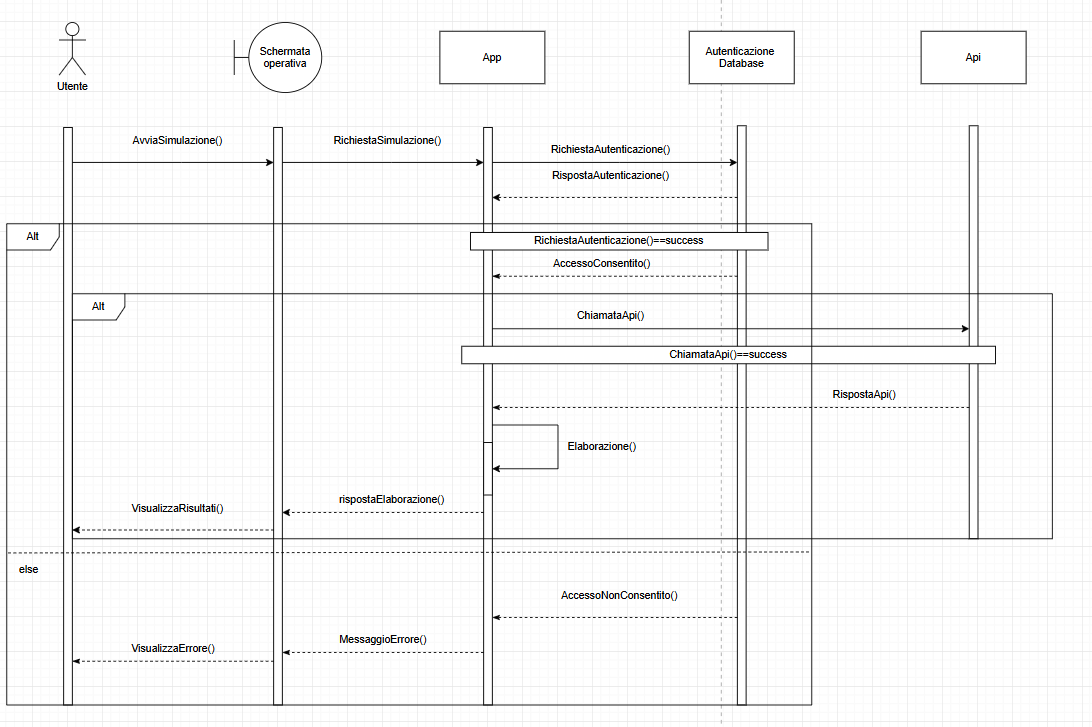 Utente
Schermata
operativa
App
Autenticazione
Database
Api
AvviaSimulazione()
RichiestaSimulazione()
RichiestaAutenticazione()
RispostaAutenticazione()
Alt
RichiestaAutenticazione()==success
AccessoConsentito()
Alt
ChiamataApi()
ChiamataApi()==success
RispostaApi()
Elaborazione()
rispostaElaborazione()
VisualizzaRisultati()
else
AccessoNonConsentito()
MessaggioErrore()
VisualizzaErrore()